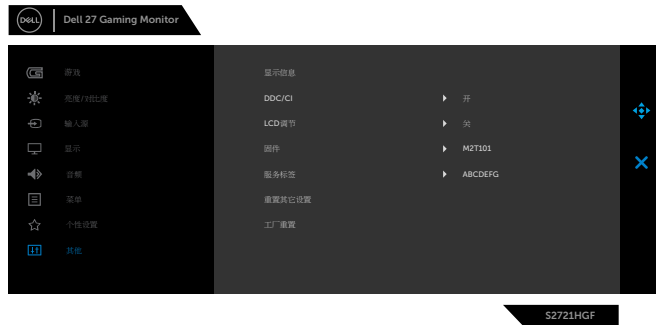 DELL
Dell 27 Gaming Monitor
游戏
亮度/对比度
输入源
显示
音频
菜单
个性设置
其他
显示信息
DDC/CI 开
LCD调节 关
固件 M2T101
服务标签 ABCDEFG
重置其它设置
工厂重置
S2721HGF